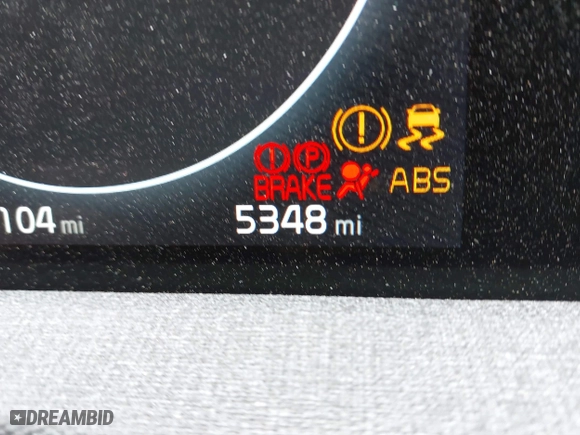 P
BRAKE
ABS
104 mi
5348 mi
DREAMBID